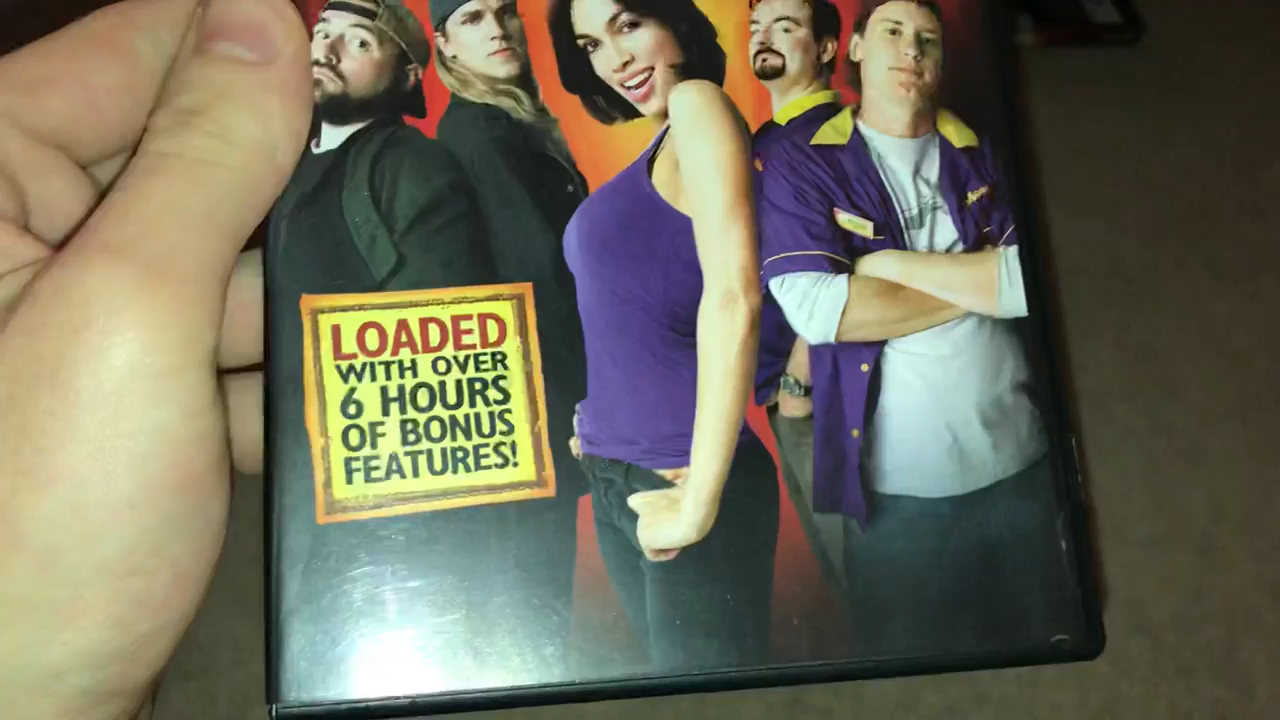 LOADED
WITH OVER
6 HOURS
OF BONUS
FEATURES!